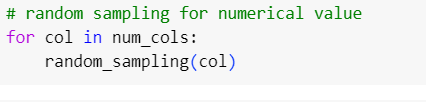 # random sampling for numerical value
for col in num_cols:
    random_sampling(col)